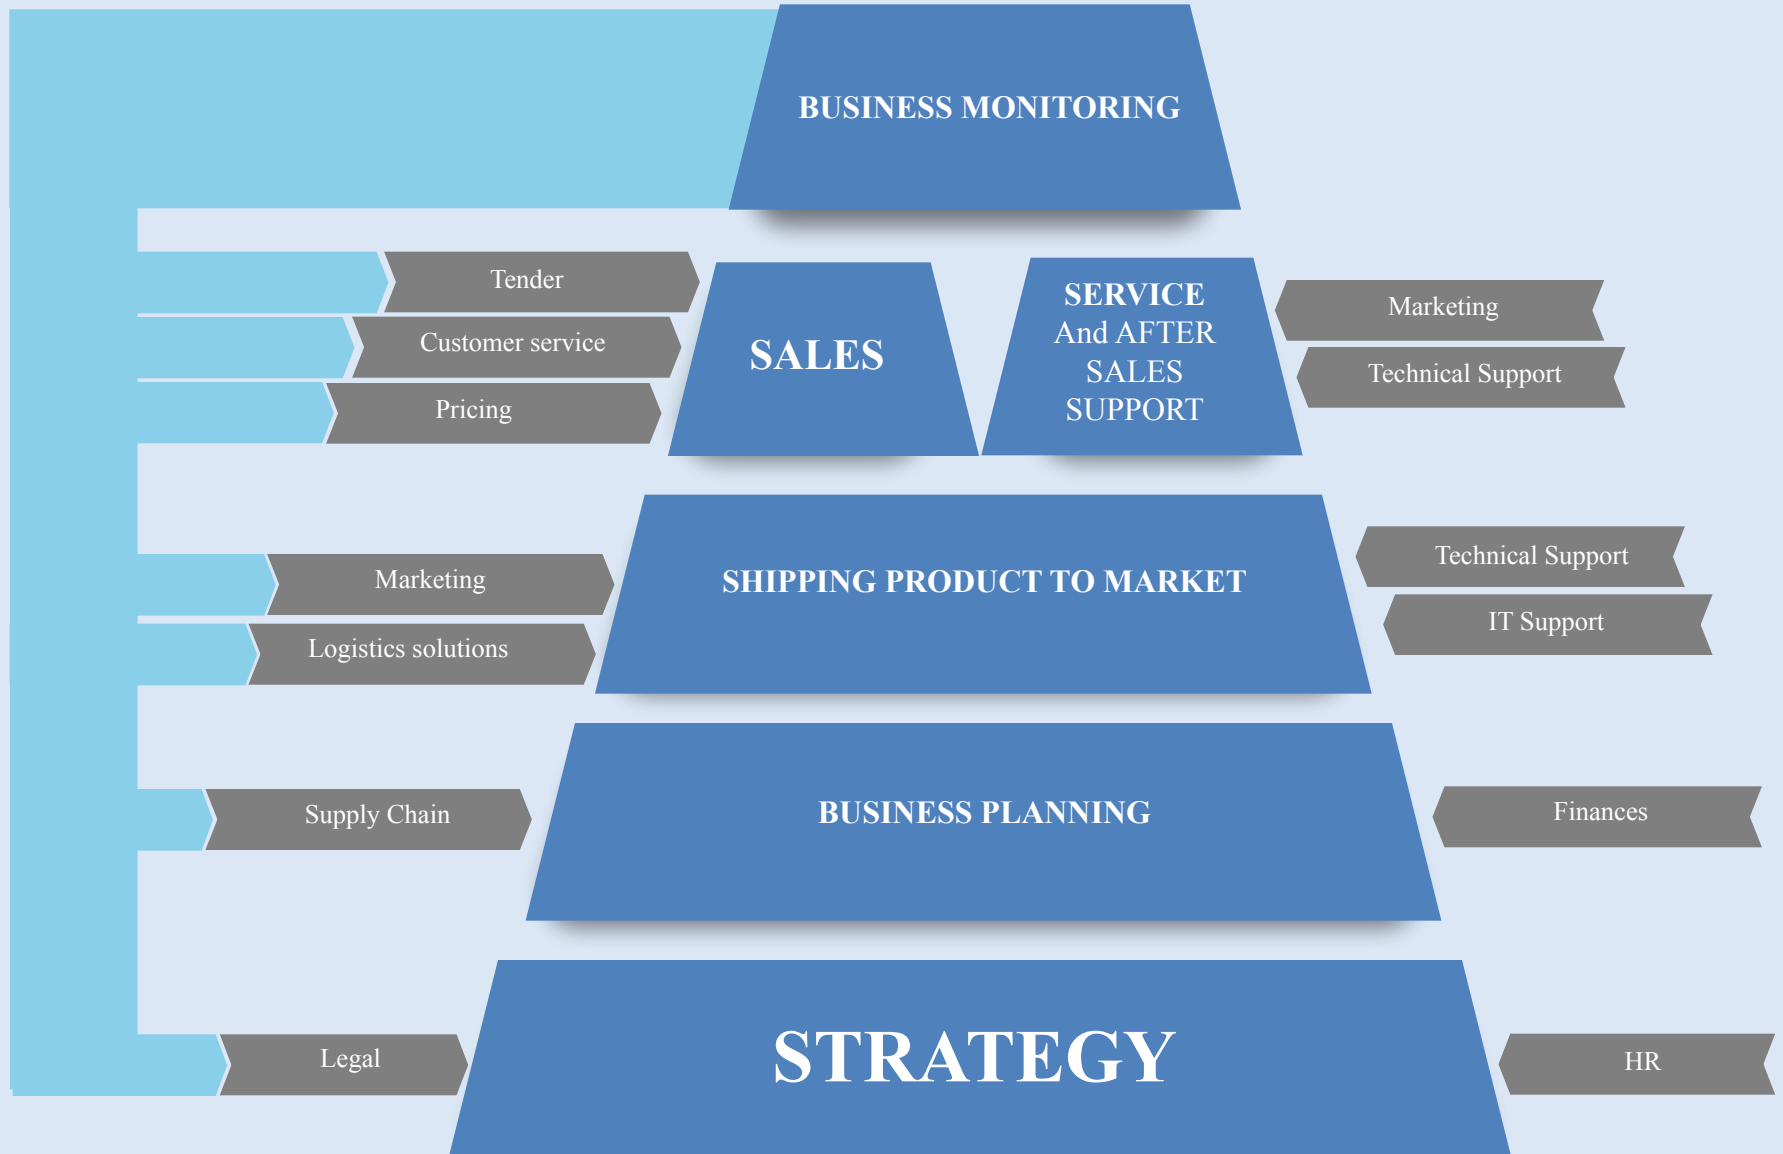 BUSINESS MONITORING
Tender
Customer service
Pricing
SALES
SERVICE
And AFTER
SALES
SUPPORT
Marketing
Technical Support
Marketing
Logistics solutions
SHIPPING PRODUCT TO MARKET
Technical Support
IT Support
Supply Chain
BUSINESS PLANNING
Finances
Legal
STRATEGY
HR